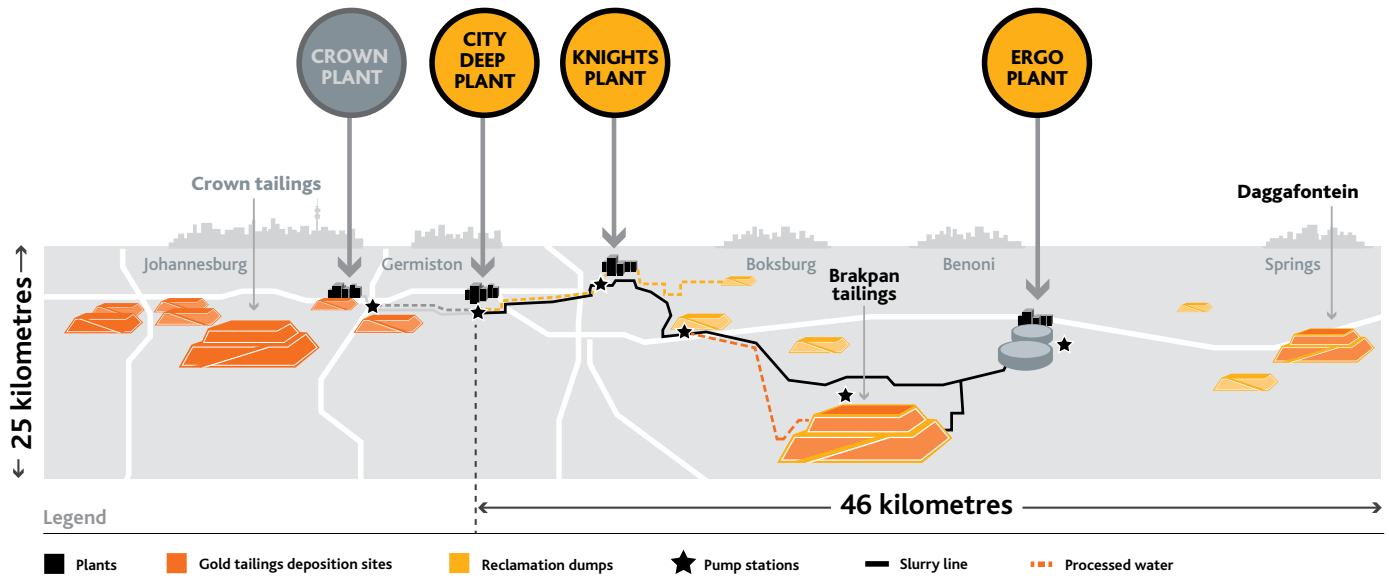 CROWN
PLANT
CITY
DEEP
PLANT
KNIGHTS
PLANT
ERGO
PLANT
Crown tailings
Daggafontein
Johannesburg
Germiston
Boksburg
Benoni
Springs
Brakpan
tailings
25 kilometres
46 kilometres
Legend
Plants
Gold tailings deposition sites
Reclamation dumps
Pump stations
Slurry line
Processed water